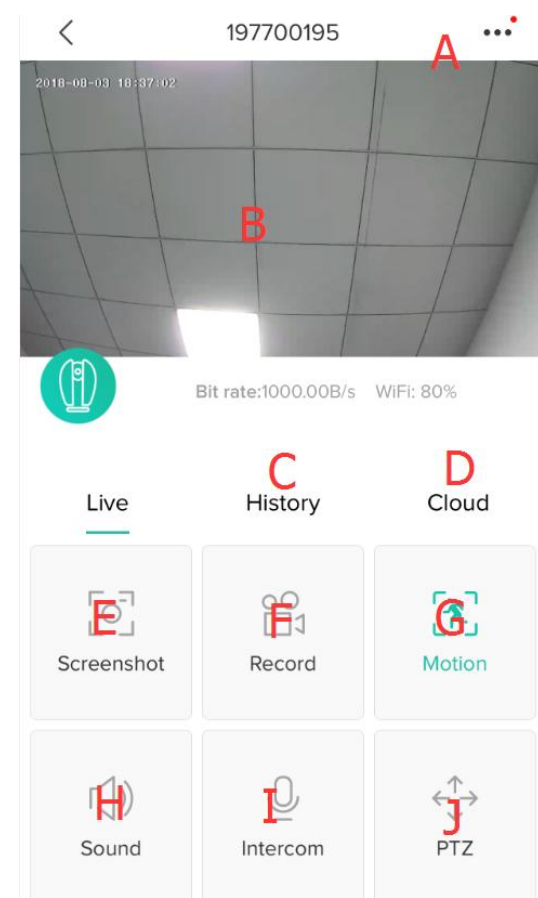 197700195
A
2018-08-03 18:37:02
B
Bit rate:1000.00B/s WiFi: 80%
C D
Live History Cloud
E F G
Screenshot Record Motion
H I J
Sound Intercom PTZ